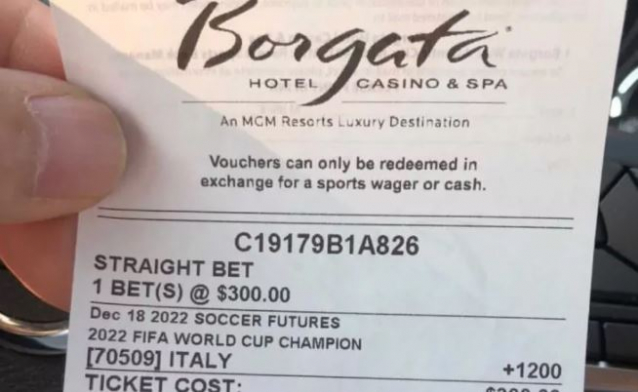 Borgata
HOTEL CASINO & SPA
An MGM Resorts Luxury Destination
Vouchers can only be redeemed in
exchange for a sports wager or cash.
C19179B1A826
STRAIGHT BET
1 BET(S) @ $300.00
Dec 18 2022 SOCCER FUTURES
2022 FIFA WORLD CUP CHAMPION
[70509] ITALY +1200
TICKET COST: $300.00